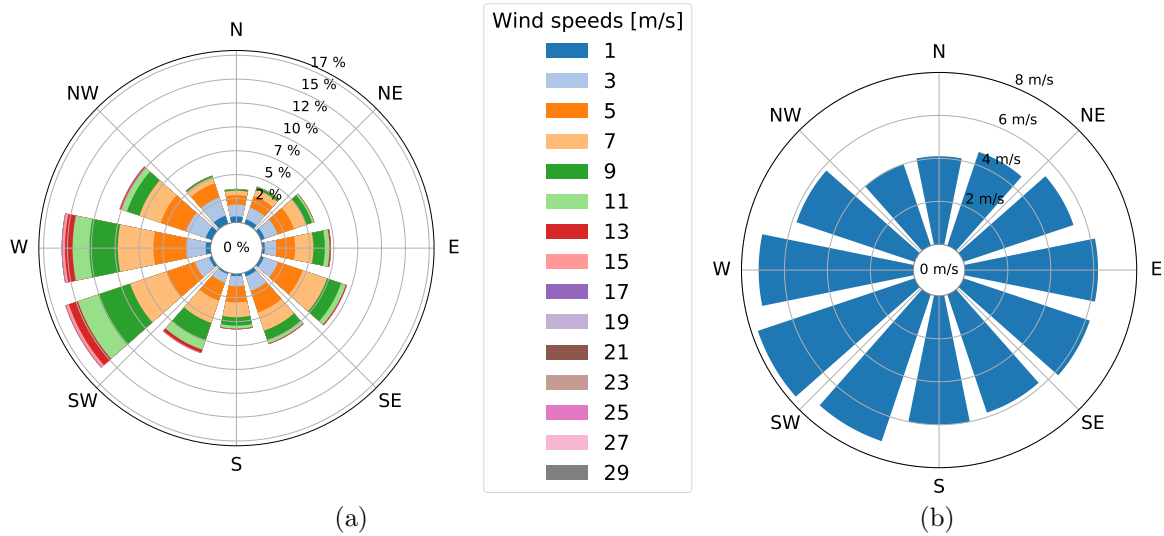 N
NE
E
SE
S
SW
W
NW
17 %
15 %
12 %
10 %
7 %
5 %
2 %
0 %
(a)
Wind speeds [m/s]
1
3
5
7
9
11
13
15
17
19
21
23
25
27
29
N
NE
E
SE
S
SW
W
NW
8 m/s
6 m/s
4 m/s
2 m/s
0 m/s
(b)